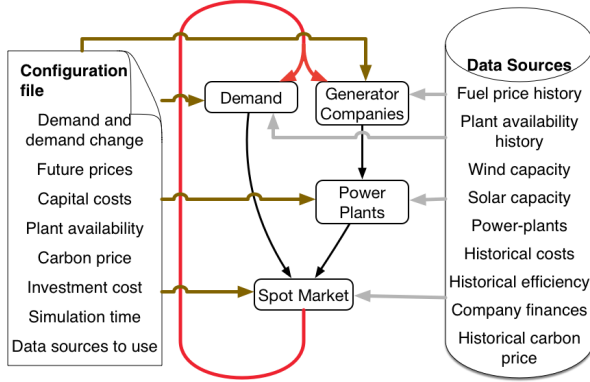 Configuration
file
Demand and
demand change
Future prices
Capital costs
Plant availability
Carbon price
Investment cost
Simulation time
Data sources to use
Demand
Generator
Companies
Power
Plants
Spot Market
Data Sources
Fuel price history
Plant availability
history
Wind capacity
Solar capacity
Power-plants
Historical costs
Historical efficiency
Company finances
Historical carbon
price